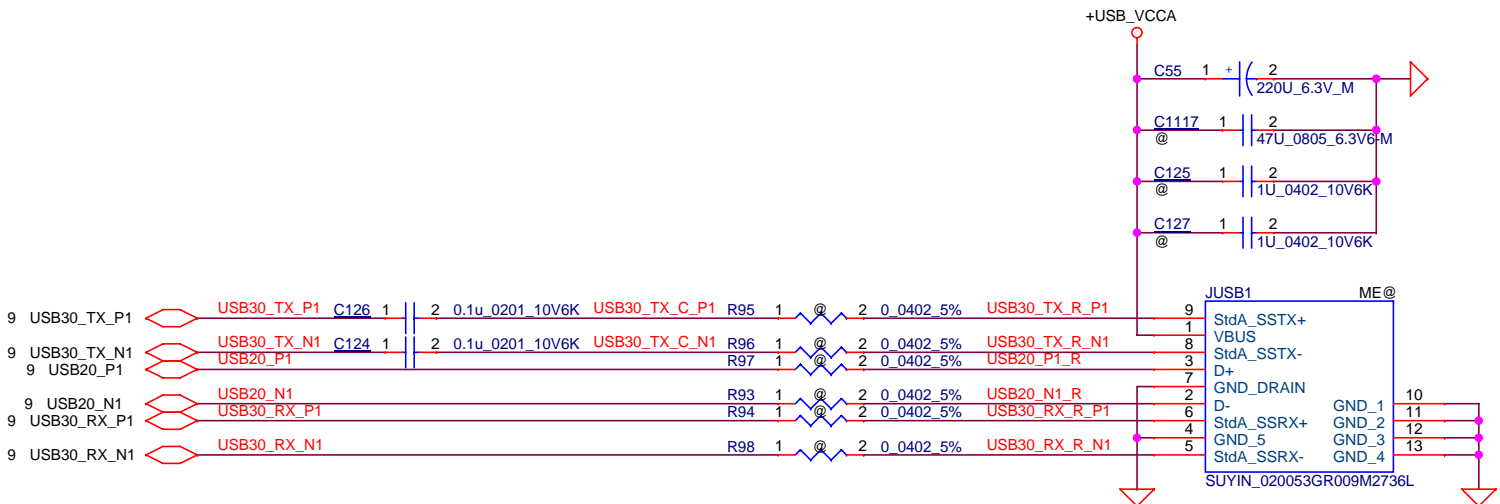 +USB_VCCA
C55 1 + 2
220U_6.3V_M
C1117 1 2
@ 47U_0805_6.3V6-M
C125 1 2
@ 1U_0402_10V6K
C127 1 2
@ 1U_0402_10V6K
JUSB1 ME@
9 USB30_TX_P1 USB30_TX_P1 C126 1 2 0.1u_0201_10V6K USB30_TX_C_P1 R95 1 @ 2 0_0402_5% USB30_TX_R_P1 9 StdA_SSTX+
1 VBUS
9 USB30_TX_N1 USB30_TX_N1 C124 1 2 0.1u_0201_10V6K USB30_TX_C_N1 R96 1 @ 2 0_0402_5% USB30_TX_R_N1 8 StdA_SSTX-
9 USB20_P1 USB20_P1 R97 1 @ 2 0_0402_5% USB20_P1_R 3 D+
7 GND_DRAIN
9 USB20_N1 USB20_N1 R93 1 @ 2 0_0402_5% USB20_N1_R 2 D- GND_1 10
9 USB30_RX_P1 USB30_RX_P1 R94 1 @ 2 0_0402_5% USB30_RX_R_P1 6 StdA_SSRX+ GND_2 11
4 GND_5 GND_3 12
9 USB30_RX_N1 USB30_RX_N1 R98 1 @ 2 0_0402_5% USB30_RX_R_N1 5 StdA_SSRX- GND_4 13
SUYIN_020053GR009M2736L